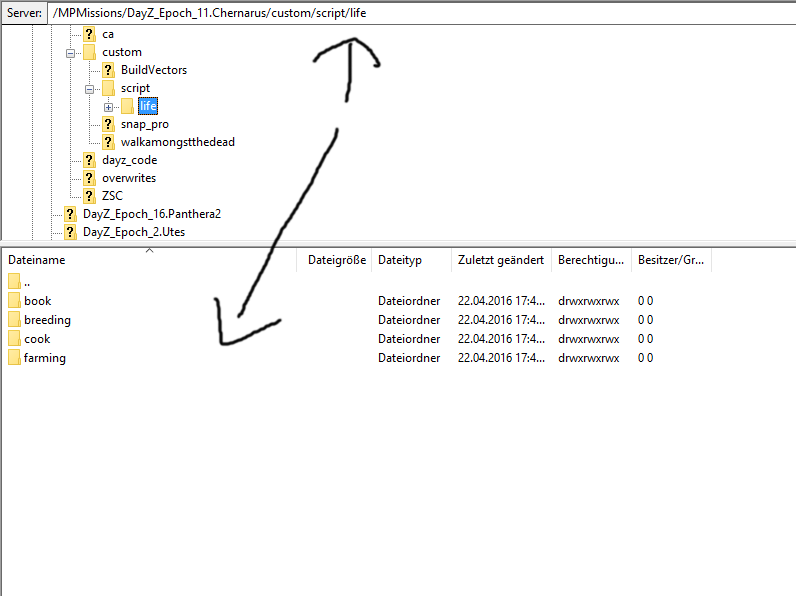 Server: /MPMissions/DayZ_Epoch_11.Chernarus/custom/script/life
ca
custom
BuildVectors
script
life
snap_pro
walkamongstthedead
dayz_code
overwrites
ZSC
DayZ_Epoch_16.Panthera2
DayZ_Epoch_2.Utes
Dateiname Dateigröße Dateityp Zuletzt geändert Berechtigu... Besitzer/Gr...
..
book Dateiordner 22.04.2016 17:4... drwxrwxrwx 0 0
breeding Dateiordner 22.04.2016 17:4... drwxrwxrwx 0 0
cook Dateiordner 22.04.2016 17:4... drwxrwxrwx 0 0
farming Dateiordner 22.04.2016 17:4... drwxrwxrwx 0 0